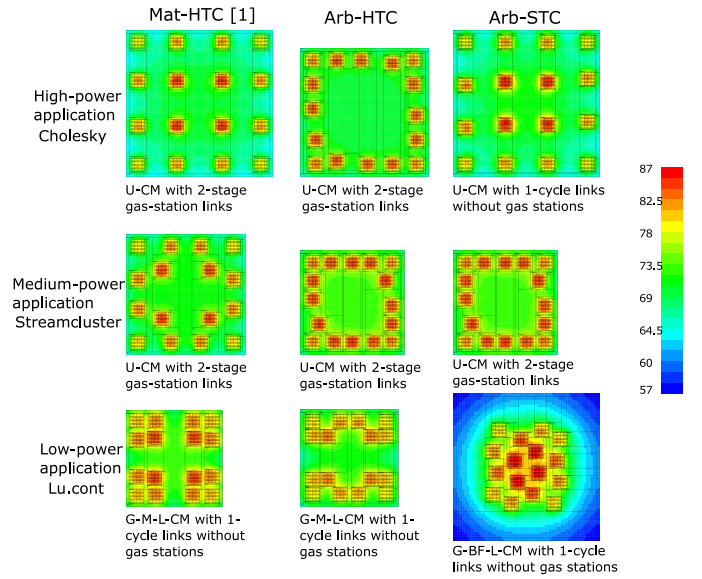 Mat-HTC [1]
Arb-HTC
Arb-STC
High-power
application
Cholesky
U-CM with 2-stage
gas-station links
U-CM with 2-stage
gas-station links
U-CM with 1-cycle links
without gas stations
Medium-power
application
Streamcluster
U-CM with 2-stage
gas-station links
U-CM with 2-stage
gas-station links
U-CM with 2-stage
gas-station links
Low-power
application
Lu.cont
G-M-L-CM with 1-
cycle links without
gas stations
G-M-L-CM with 1-
cycle links without
gas stations
G-BF-L-CM with 1-cycle
links without gas stations
87
82.5
78
73.5
69
64.5
60
57